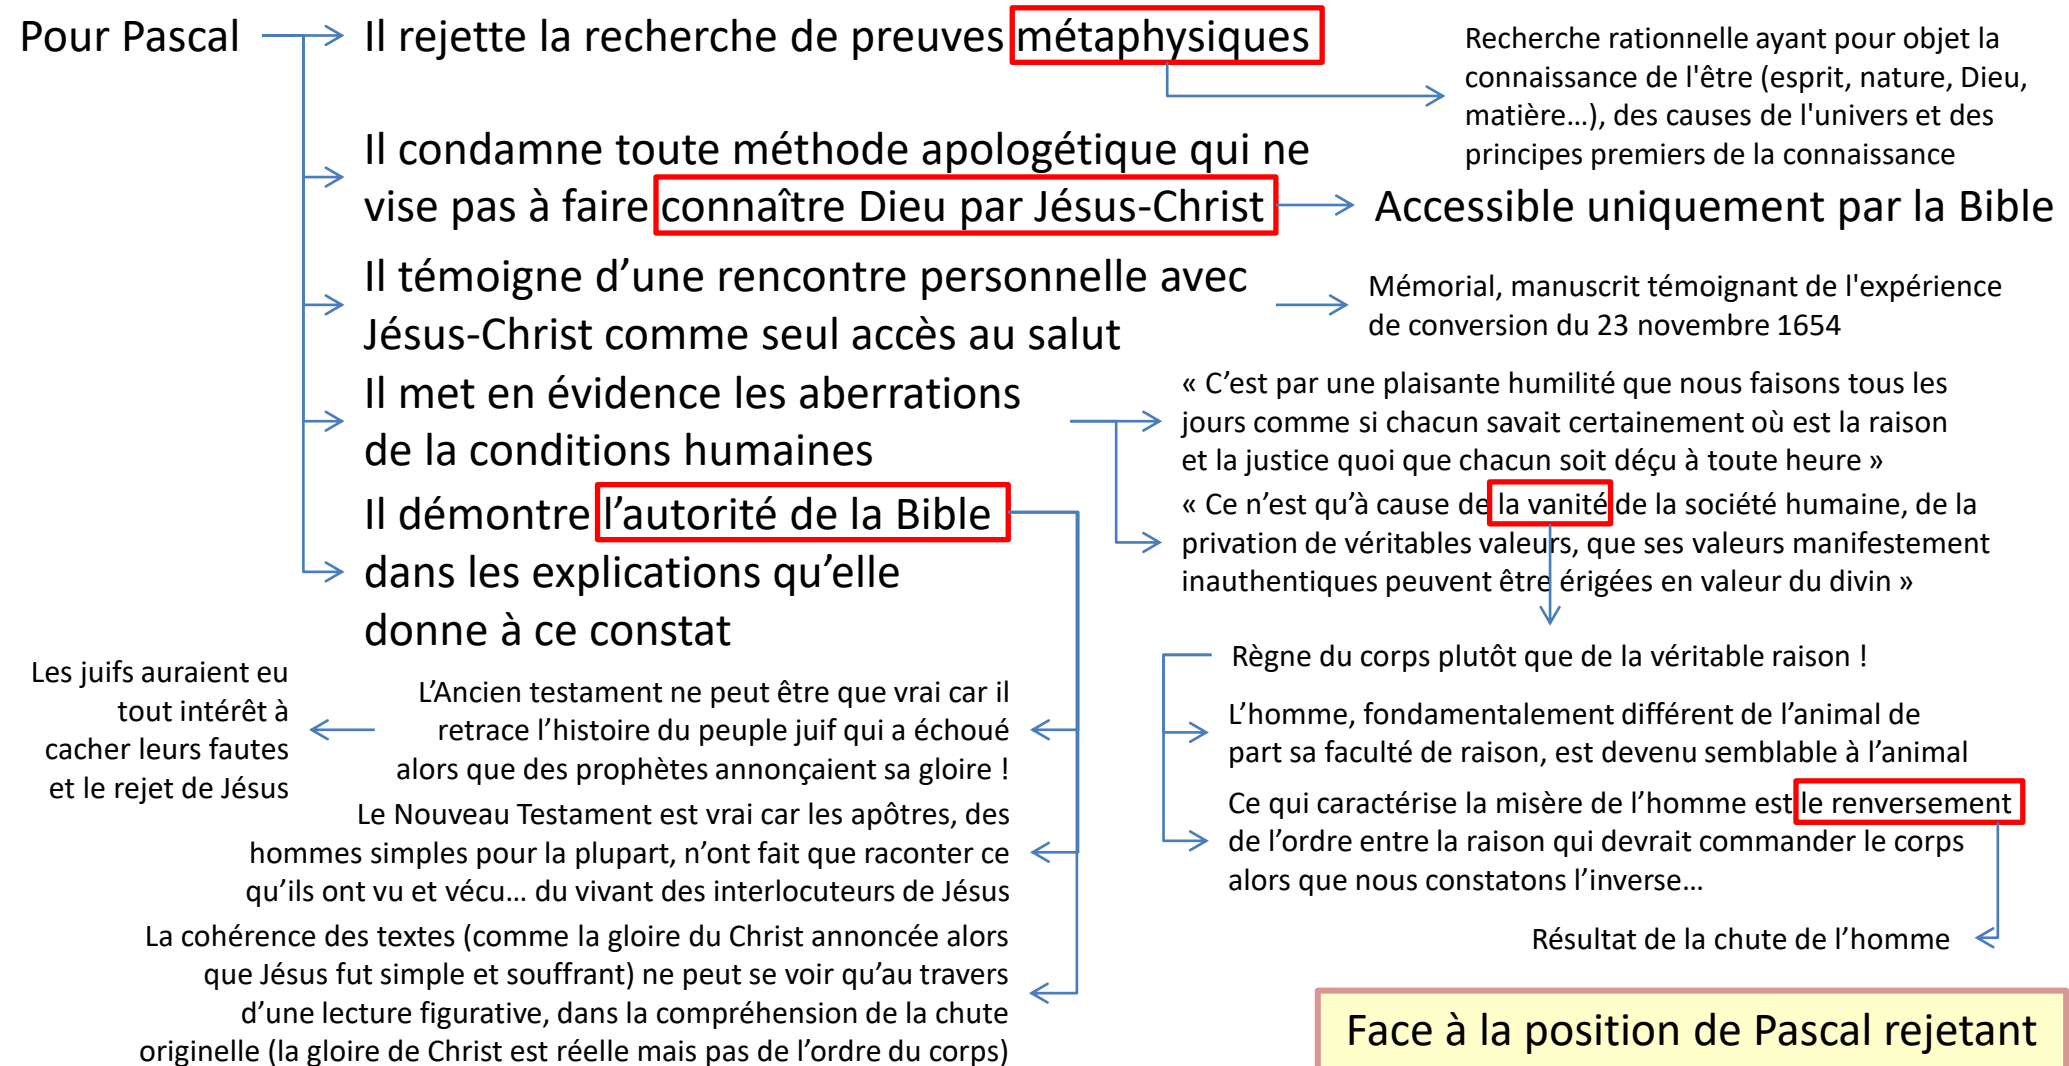 Pour Pascal
Il rejette la recherche de preuves métaphysiques
Recherche rationnelle ayant pour objet la
connaissance de l'être (esprit, nature, Dieu,
matière…), des causes de l'univers et des
principes premiers de la connaissance
Il condamne toute méthode apologétique qui ne
vise pas à faire connaître Dieu par Jésus-Christ
Accessible uniquement par la Bible
Il témoigne d’une rencontre personnelle avec
Jésus-Christ comme seul accès au salut
Mémorial, manuscrit témoignant de l'expérience
de conversion du 23 novembre 1654
Il met en évidence les aberrations
de la conditions humaines
« C’est par une plaisante humilité que nous faisons tous les
jours comme si chacun savait certainement où est la raison
et la justice quoi que chacun soit déçu à toute heure »
« Ce n’est qu’à cause de la vanité de la société humaine, de la
privation de véritables valeurs, que ses valeurs manifestement
inauthentiques peuvent être érigées en valeur du divin »
Il démontre l’autorité de la Bible
dans les explications qu’elle
donne à ce constat
Règne du corps plutôt que de la véritable raison !
L’homme, fondamentalement différent de l’animal de
part sa faculté de raison, est devenu semblable à l’animal
Ce qui caractérise la misère de l’homme est le renversement
de l’ordre entre la raison qui devrait commander le corps
alors que nous constatons l’inverse…
Résultat de la chute de l’homme
L’Ancien testament ne peut être que vrai car il
retrace l’histoire du peuple juif qui a échoué
alors que des prophètes annonçaient sa gloire !
Les juifs auraient eu
tout intérêt à
cacher leurs fautes
et le rejet de Jésus
Le Nouveau Testament est vrai car les apôtres, des
hommes simples pour la plupart, n’ont fait que raconter ce
qu’ils ont vu et vécu… du vivant des interlocuteurs de Jésus
La cohérence des textes (comme la gloire du Christ annoncée alors
que Jésus fut simple et souffrant) ne peut se voir qu’au travers
d’une lecture figurative, dans la compréhension de la chute
originelle (la gloire de Christ est réelle mais pas de l’ordre du corps)
Face à la position de Pascal rejetant